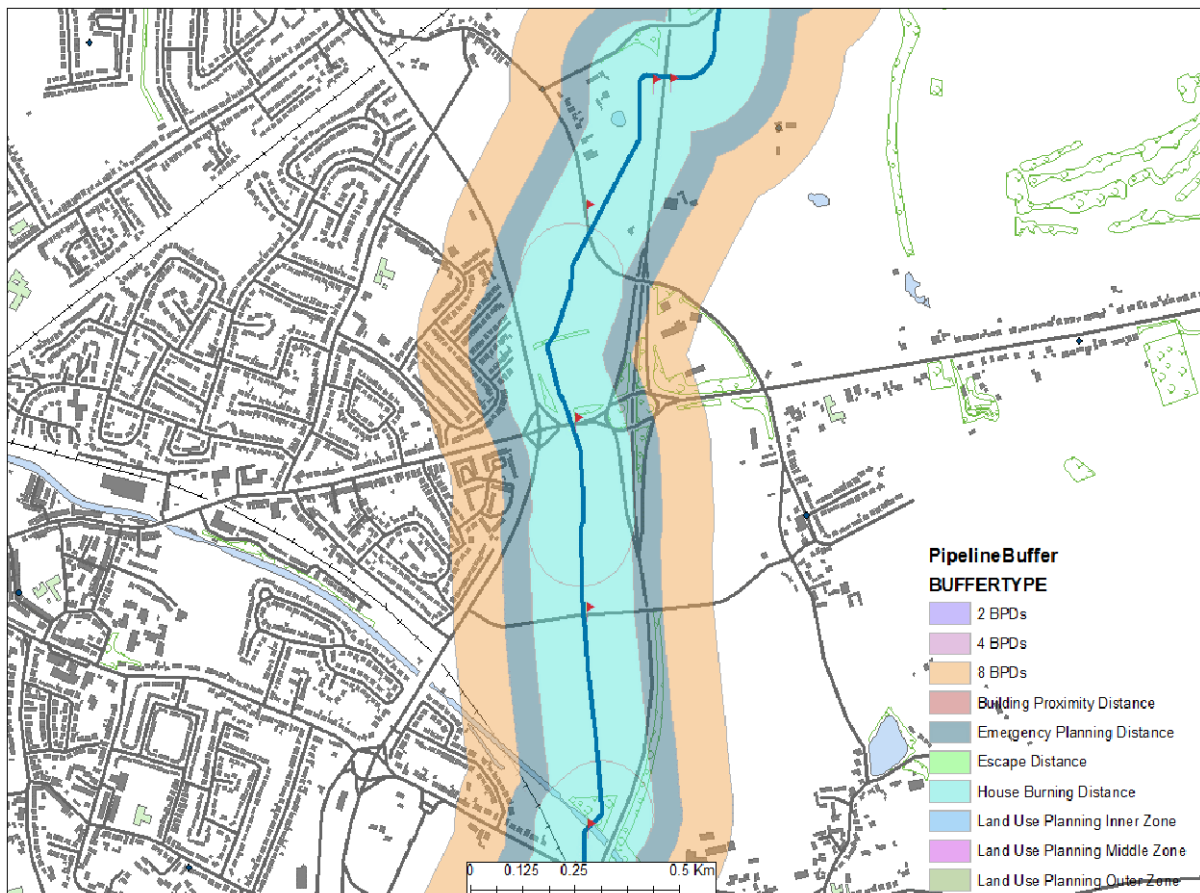 PipelineBuffer
BUFFERTYPE
2 BPDs
4 BPDs
8 BPDs
Building Proximity Distance
Emergency Planning Distance
Escape Distance
House Burning Distance
Land Use Planning Inner Zone
Land Use Planning Middle Zone
Land Use Planning Outer Zone
0 0.125 0.25 0.5 Km